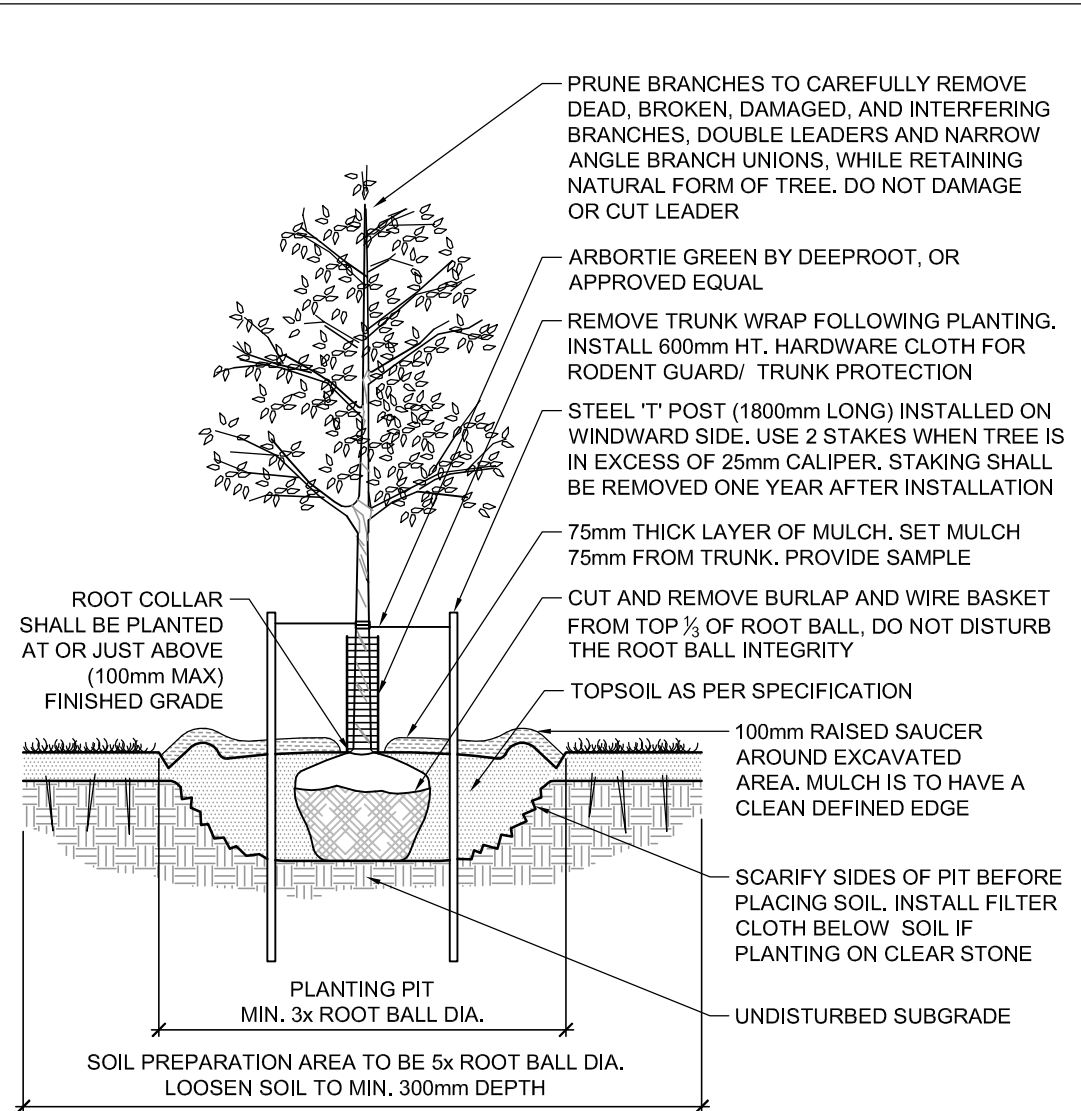 PRUNE BRANCHES TO CAREFULLY REMOVE
DEAD, BROKEN, DAMAGED, AND INTERFERING
BRANCHES, DOUBLE LEADERS AND NARROW
ANGLE BRANCH UNIONS, WHILE RETAINING
NATURAL FORM OF TREE. DO NOT DAMAGE
OR CUT LEADER
ARBORTIE GREEN BY DEEPROOT, OR
APPROVED EQUAL
REMOVE TRUNK WRAP FOLLOWING PLANTING.
INSTALL 600mm HT. HARDWARE CLOTH FOR
RODENT GUARD/ TRUNK PROTECTION
STEEL 'T' POST (1800mm LONG) INSTALLED ON
WINDWARD SIDE. USE 2 STAKES WHEN TREE IS
IN EXCESS OF 25mm CALIPER. STAKING SHALL
BE REMOVED ONE YEAR AFTER INSTALLATION
75mm THICK LAYER OF MULCH. SET MULCH
75mm FROM TRUNK. PROVIDE SAMPLE
CUT AND REMOVE BURLAP AND WIRE BASKET
FROM TOP ⅓ OF ROOT BALL, DO NOT DISTURB
THE ROOT BALL INTEGRITY
ROOT COLLAR
SHALL BE PLANTED
AT OR JUST ABOVE
(100mm MAX)
FINISHED GRADE
TOPSOIL AS PER SPECIFICATION
100mm RAISED SAUCER
AROUND EXCAVATED
AREA. MULCH IS TO HAVE A
CLEAN DEFINED EDGE
SCARIFY SIDES OF PIT BEFORE
PLACING SOIL. INSTALL FILTER
CLOTH BELOW SOIL IF
PLANTING ON CLEAR STONE
UNDISTURBED SUBGRADE
PLANTING PIT
MIN. 3x ROOT BALL DIA.
SOIL PREPARATION AREA TO BE 5x ROOT BALL DIA.
LOOSEN SOIL TO MIN. 300mm DEPTH